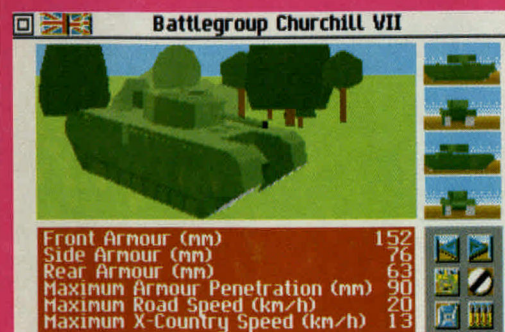 Battlegroup Churchill VII
Front Armour (mm) 152
Side Armour (mm) 76
Rear Armour (mm) 63
Maximum Armour Penetration (mm) 90
Maximum Road Speed (km/h) 20
Maximum X-Country Speed (km/h) 13